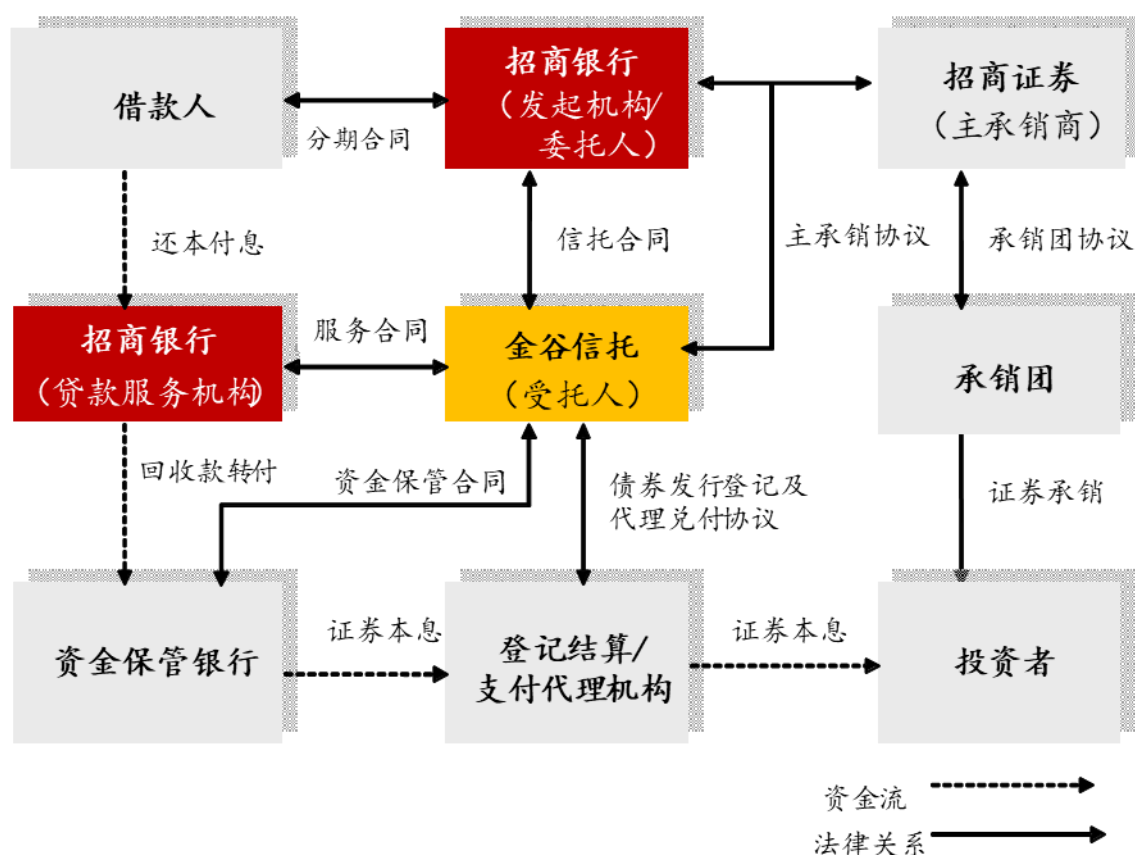 借款人
分期合同
招商银行
（发起机构/
委托人）
招商证券
（主承销商）
还本付息
信托合同
主承销协议
承销团协议
招商银行
（贷款服务机构）
服务合同
金谷信托
（受托人）
承销团
回收款转付
资金保管合同
债券发行登记及
代理兑付协议
证券承销
资金保管银行
证券本息
登记结算/
支付代理机构
证券本息
投资者
资金流
法律关系